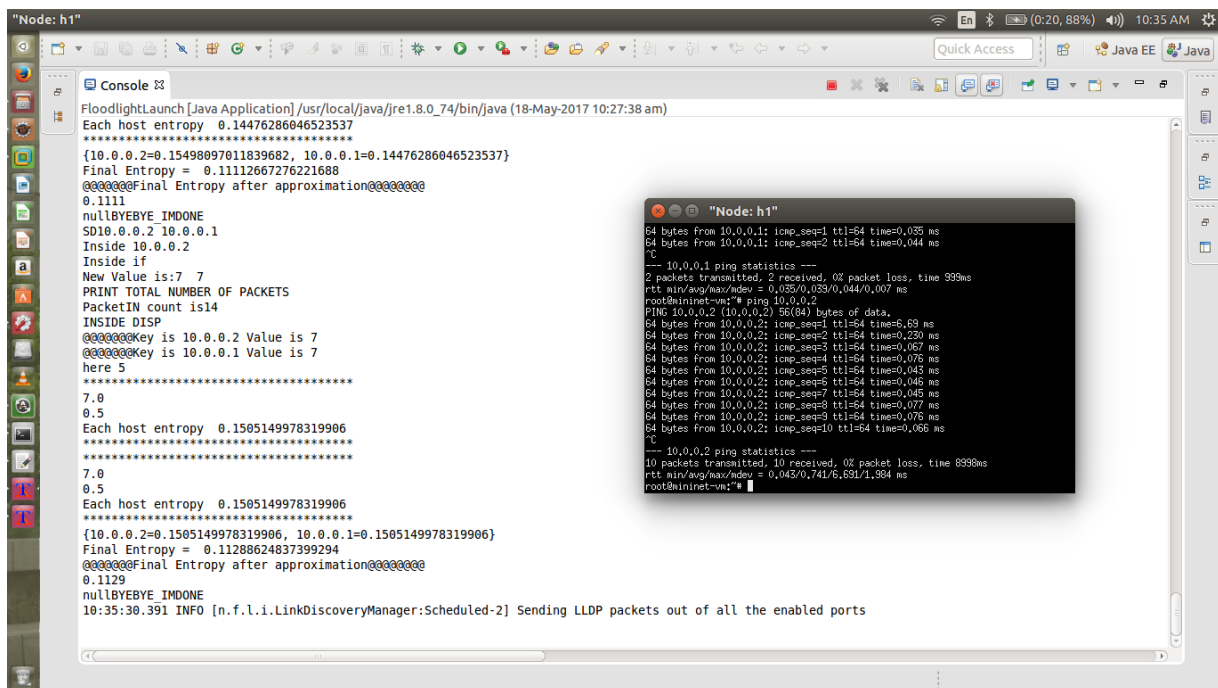 "Node: h1"
En
(0:20, 88%)
10:35 AM
Quick Access
Java EE
Java
Console
FloodlightLaunch [Java Application] /usr/local/java/jre1.8.0_74/bin/java (18-May-2017 10:27:38 am)
Each host entropy  0.14476286046523537
**************************************
{10.0.0.2=0.15498097011839682, 10.0.0.1=0.14476286046523537}
Final Entropy =  0.11112667276221688
@@@@@@@Final Entropy after approximation@@@@@@@@
0.1111
nullBYEBYE_IMDONE
SD10.0.0.2 10.0.0.1
Inside 10.0.0.2
Inside if
New Value is:7  7
PRINT TOTAL NUMBER OF PACKETS
PacketIN count is14
INSIDE DISP
@@@@@@@Key is 10.0.0.2 Value is 7
@@@@@@@Key is 10.0.0.1 Value is 7
here 5
**************************************
7.0
0.5
Each host entropy  0.1505149978319906
**************************************
**************************************
7.0
0.5
Each host entropy  0.1505149978319906
**************************************
{10.0.0.2=0.1505149978319906, 10.0.0.1=0.1505149978319906}
Final Entropy =  0.11288624837399294
@@@@@@@Final Entropy after approximation@@@@@@@@
0.1129
nullBYEBYE_IMDONE
10:35:30.391 INFO [n.f.l.i.LinkDiscoveryManager:Scheduled-2] Sending LLDP packets out of all the enabled ports
"Node: h1"
64 bytes from 10.0.0.1: icmp_seq=1 ttl=64 time=0.035 ms
64 bytes from 10.0.0.1: icmp_seq=2 ttl=64 time=0.044 ms
^C
--- 10.0.0.1 ping statistics ---
2 packets transmitted, 2 received, 0% packet loss, time 999ms
rtt min/avg/max/mdev = 0.035/0.039/0.044/0.007 ms
root@mininet-vm:~# ping 10.0.0.2
PING 10.0.0.2 (10.0.0.2) 56(84) bytes of data.
64 bytes from 10.0.0.2: icmp_seq=1 ttl=64 time=6.69 ms
64 bytes from 10.0.0.2: icmp_seq=2 ttl=64 time=0.230 ms
64 bytes from 10.0.0.2: icmp_seq=3 ttl=64 time=0.067 ms
64 bytes from 10.0.0.2: icmp_seq=4 ttl=64 time=0.076 ms
64 bytes from 10.0.0.2: icmp_seq=5 ttl=64 time=0.043 ms
64 bytes from 10.0.0.2: icmp_seq=6 ttl=64 time=0.046 ms
64 bytes from 10.0.0.2: icmp_seq=7 ttl=64 time=0.045 ms
64 bytes from 10.0.0.2: icmp_seq=8 ttl=64 time=0.077 ms
64 bytes from 10.0.0.2: icmp_seq=9 ttl=64 time=0.076 ms
64 bytes from 10.0.0.2: icmp_seq=10 ttl=64 time=0.066 ms
^C
--- 10.0.0.2 ping statistics ---
10 packets transmitted, 10 received, 0% packet loss, time 8998ms
rtt min/avg/max/mdev = 0.043/0.741/6.691/1.984 ms
root@mininet-vm:~#